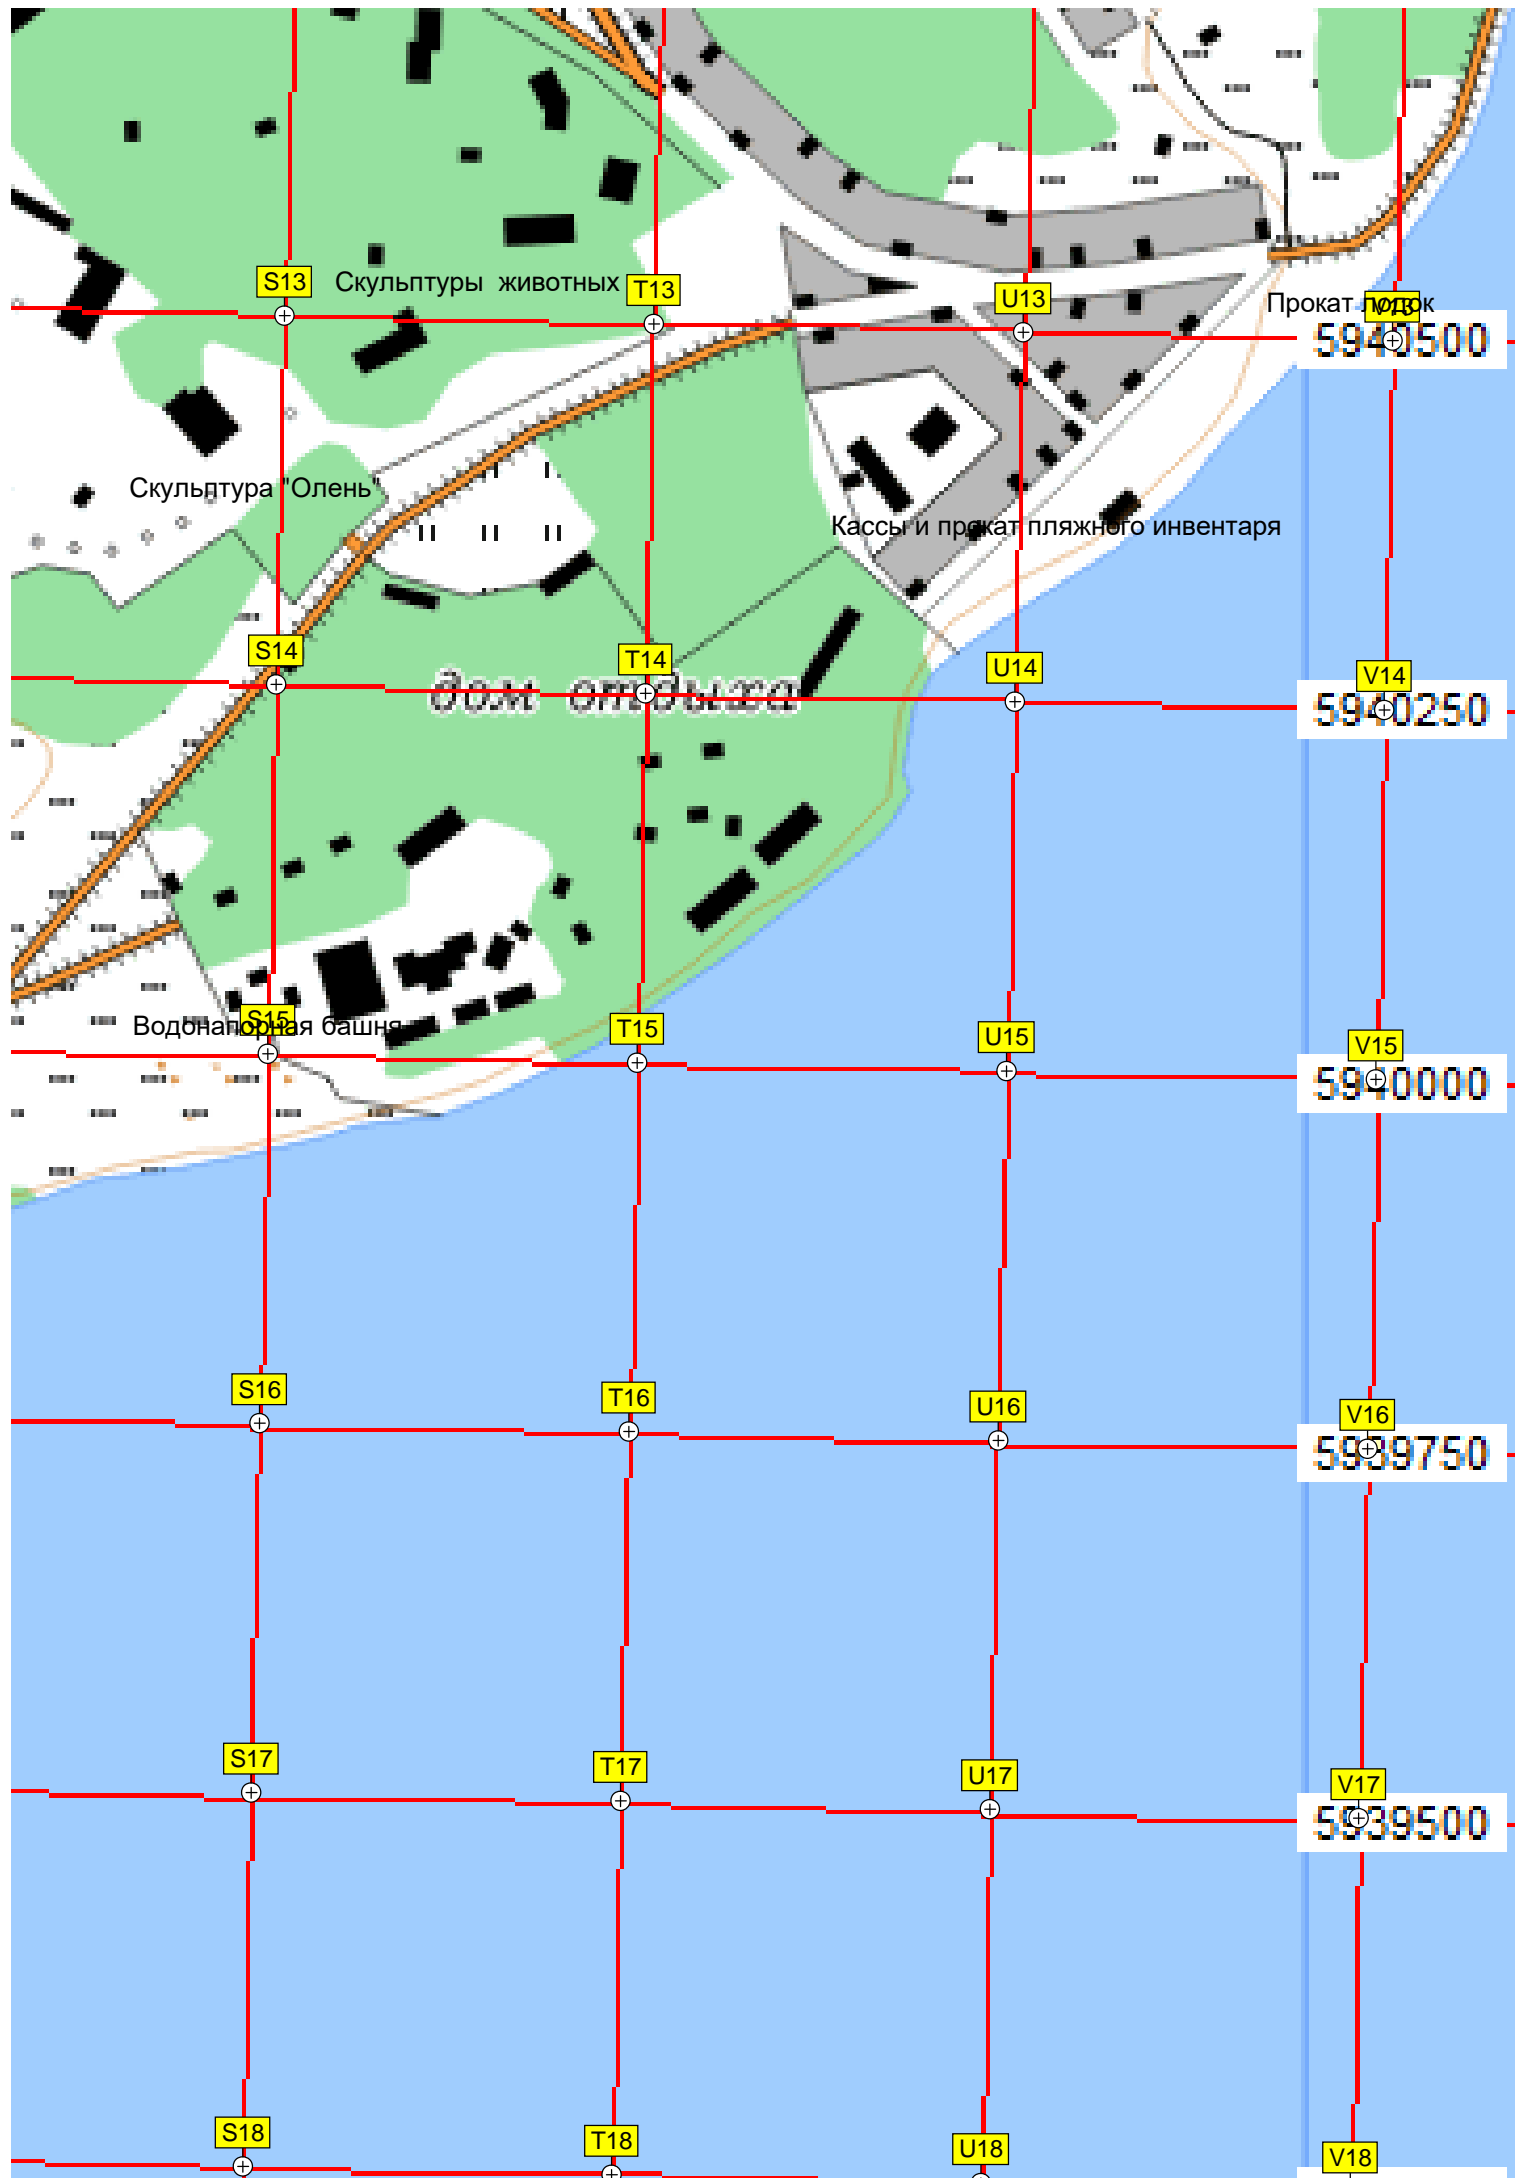 S13
Скульптуры животных
T13
U13
Прокат лодок
V13
5940500
Скульптура "Олень"
Кассы и прокат пляжного инвентаря
S14
T14
U14
V14
дом отдыха
5940250
S15
Водонапорная башня
T15
U15
V15
5940000
S16
T16
U16
V16
5939750
S17
T17
U17
V17
5939500
S18
T18
U18
V18